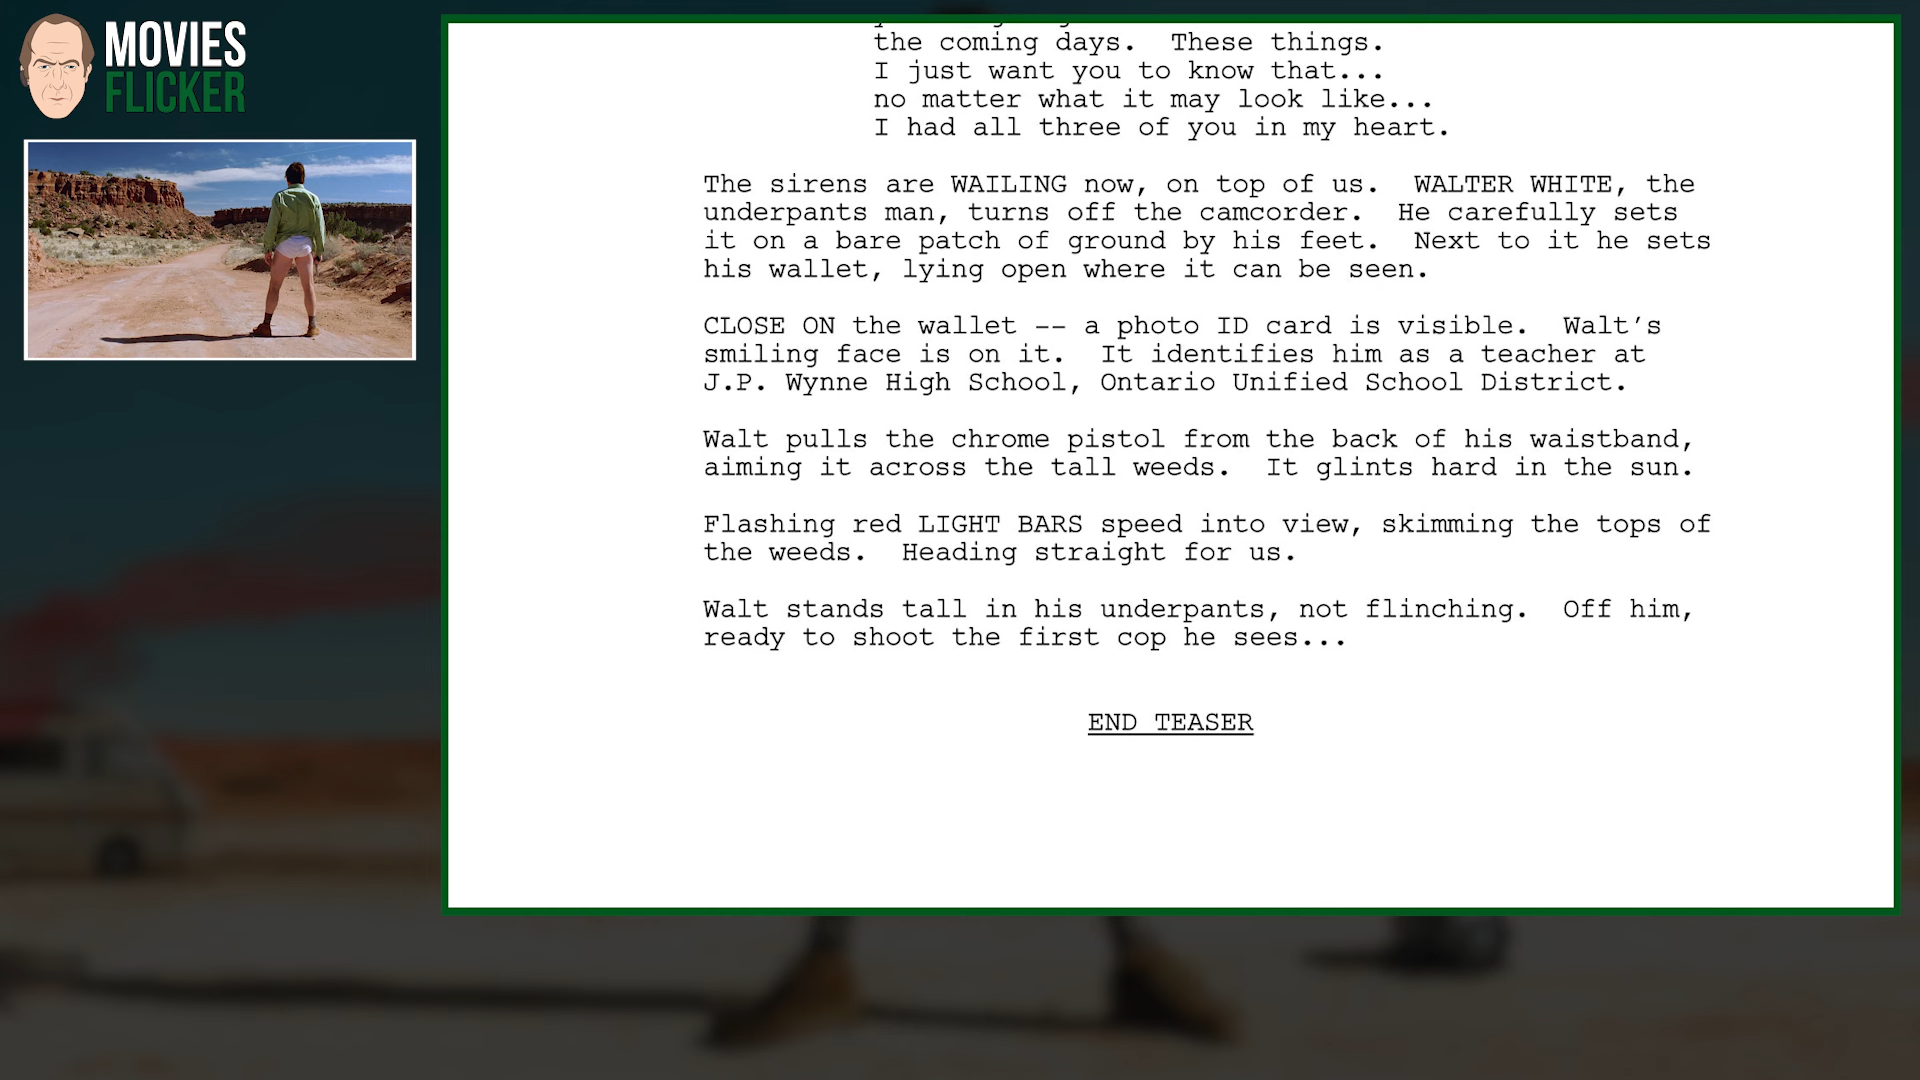 MOVIES
FLICKER
the coming days.  These things.
I just want you to know that...
no matter what it may look like...
I had all three of you in my heart.
The sirens are WAILING now, on top of us.  WALTER WHITE, the
underpants man, turns off the camcorder.  He carefully sets
it on a bare patch of ground by his feet.  Next to it he sets
his wallet, lying open where it can be seen.
CLOSE ON the wallet -- a photo ID card is visible.  Walt's
smiling face is on it.  It identifies him as a teacher at
J.P. Wynne High School, Ontario Unified School District.
Walt pulls the chrome pistol from the back of his waistband,
aiming it across the tall weeds.  It glints hard in the sun.
Flashing red LIGHT BARS speed into view, skimming the tops of
the weeds.  Heading straight for us.
Walt stands tall in his underpants, not flinching.  Off him,
ready to shoot the first cop he sees...
END TEASER